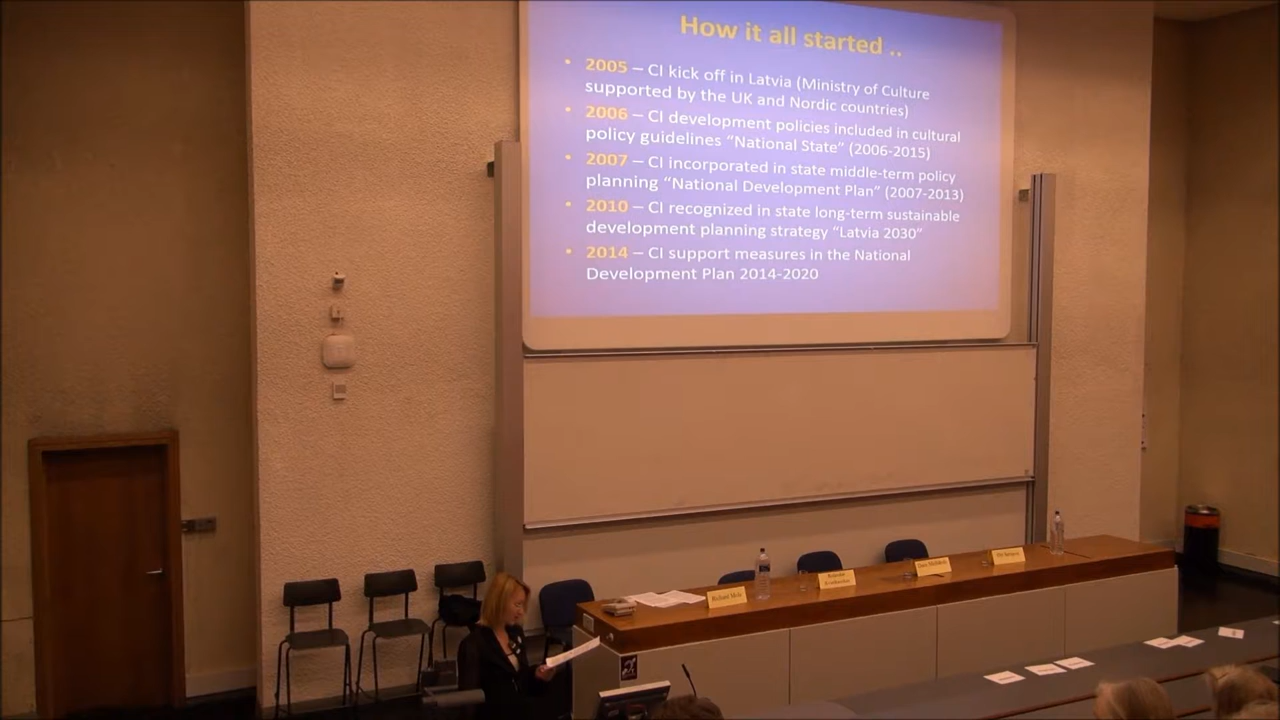 How it all started ..
• 2005 – CI kick off in Latvia (Ministry of Culture
supported by the UK and Nordic countries)
• 2006 – CI development policies included in cultural
policy guidelines “National State” (2006-2015)
• 2007 – CI incorporated in state middle-term policy
planning “National Development Plan” (2007-2013)
• 2010 – CI recognized in state long-term sustainable
development planning strategy “Latvia 2030”
• 2014 – CI support measures in the National
Development Plan 2014-2020
Richard Mole